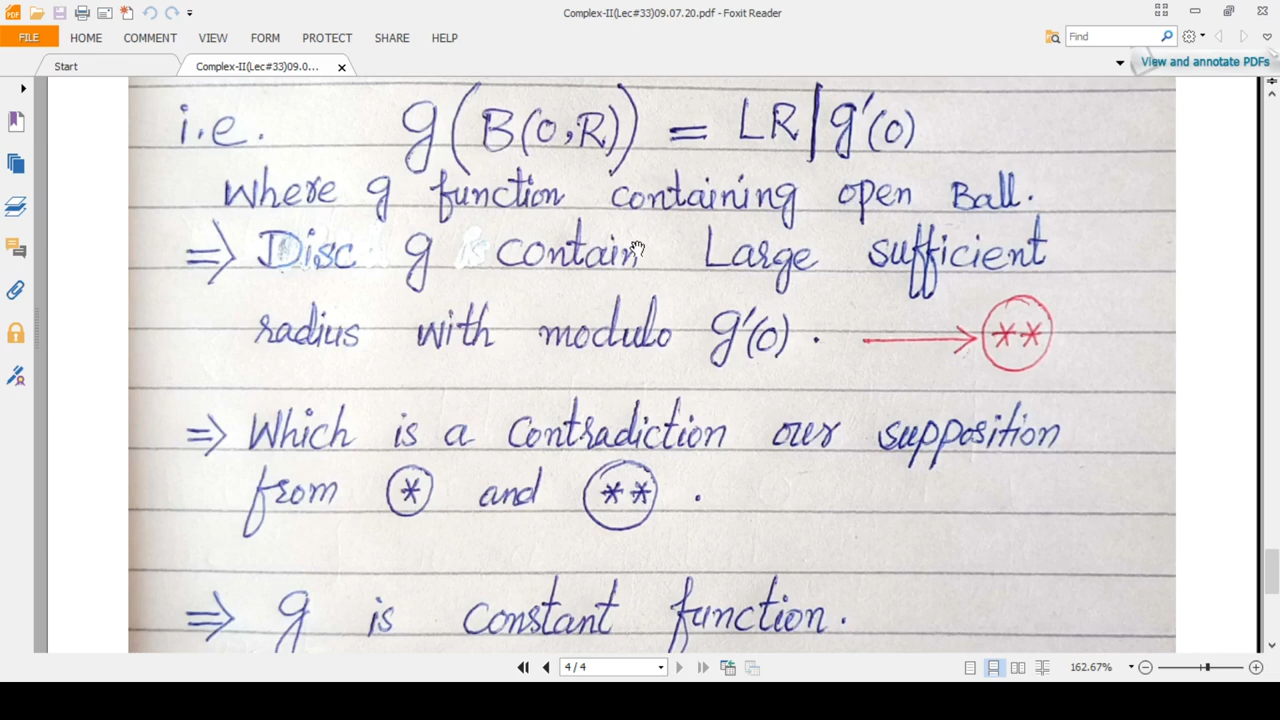 Complex-II(Lec#33)09.07.20.pdf - Foxit Reader
FILE HOME COMMENT VIEW FORM PROTECT SHARE HELP Find
Start Complex-II(Lec#33)09.0... View and annotate PDFs
i.e. g(B(0,R)) = LR|g'(0)
Where g function containing open Ball.
⇒ Disc g is contain Large sufficient
radius with modulo g'(0). → **
⇒ Which is a Contradiction our supposition
from * and ** .
⇒ g is Constant function.
4 / 4 162.67%